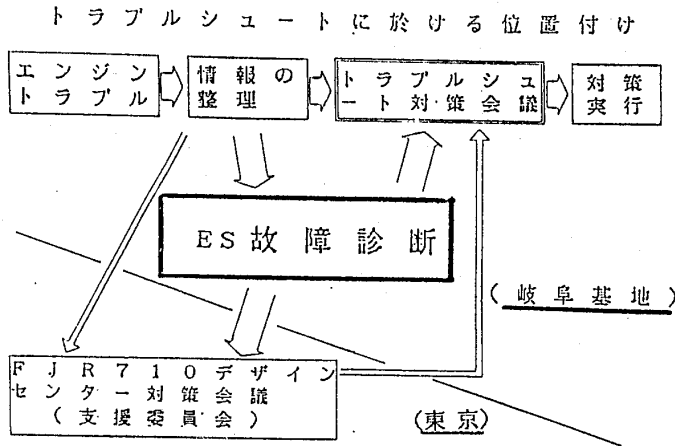 トラブルシュートに於ける位置付け
エンジン
トラブル
情報の
整理
トラブルシュ
ート対策会議
対策
実行
ES故障診断
(岐阜基地)
FJR710デザイン
センター対策会議
(支援委員会)
(東京)